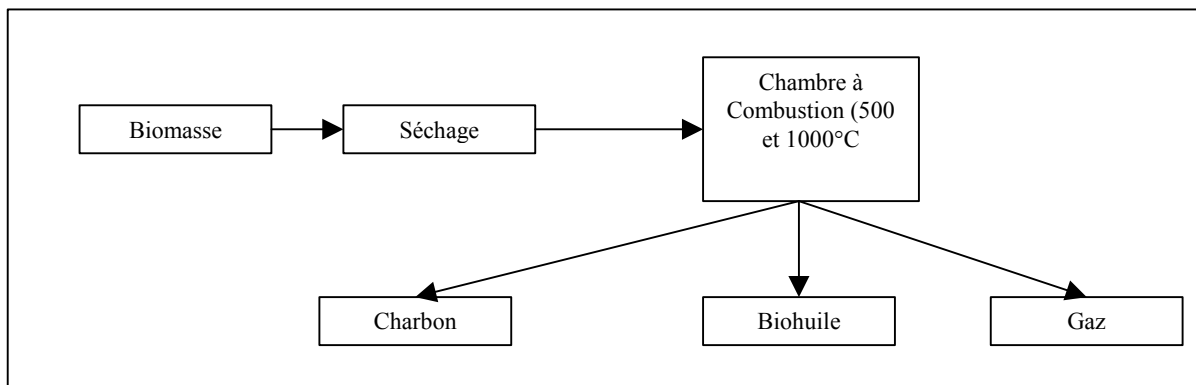 Biomasse
Séchage
Chambre à
Combustion (500
et 1000°C
Charbon
Biohuile
Gaz